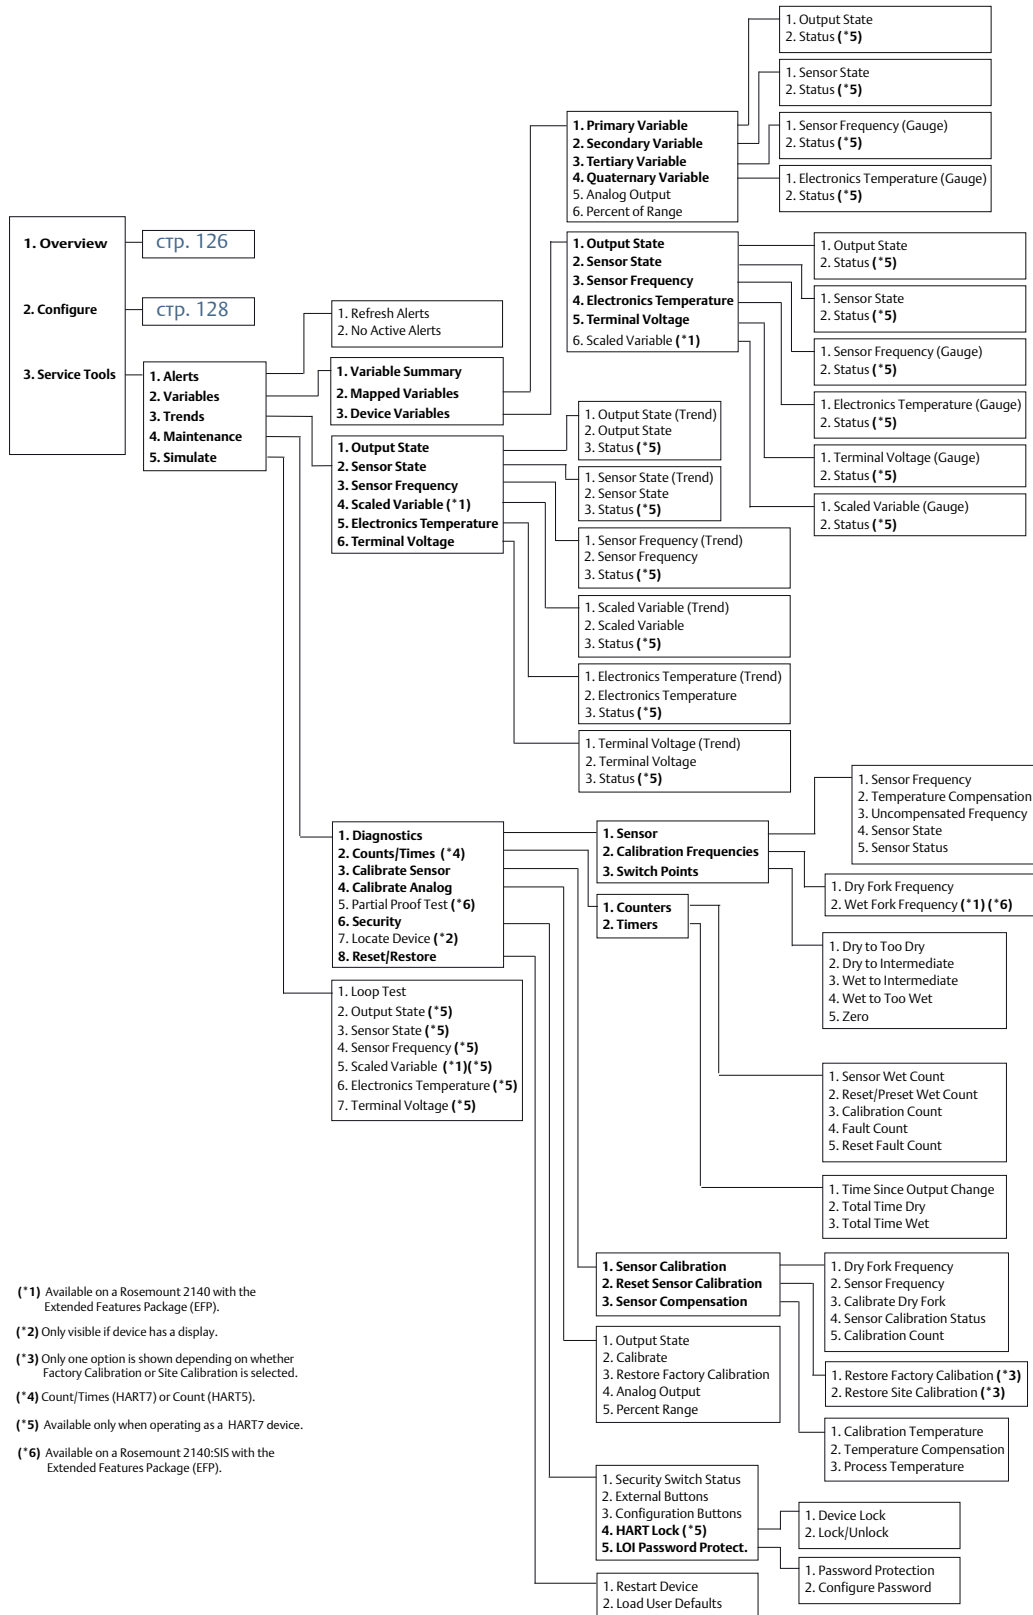 1. Overview
стр. 126
2. Configure
стр. 128
3. Service Tools
1. Alerts
2. Variables
3. Trends
4. Maintenance
5. Simulate
1. Refresh Alerts
2. No Active Alerts
1. Variable Summary
2. Mapped Variables
3. Device Variables
1. Primary Variable
2. Secondary Variable
3. Tertiary Variable
4. Quaternary Variable
5. Analog Output
6. Percent of Range
1. Output State
2. Status (*5)
1. Sensor State
2. Status (*5)
1. Sensor Frequency (Gauge)
2. Status (*5)
1. Electronics Temperature (Gauge)
2. Status (*5)
1. Output State
2. Sensor State
3. Sensor Frequency
4. Electronics Temperature
5. Terminal Voltage
6. Scaled Variable (*1)
1. Output State
2. Status (*5)
1. Sensor State
2. Status (*5)
1. Sensor Frequency (Gauge)
2. Status (*5)
1. Electronics Temperature (Gauge)
2. Status (*5)
1. Terminal Voltage (Gauge)
2. Status (*5)
1. Scaled Variable (Gauge)
2. Status (*5)
1. Output State
2. Sensor State
3. Sensor Frequency
4. Scaled Variable (*1)
5. Electronics Temperature
6. Terminal Voltage
1. Output State (Trend)
2. Output State
3. Status (*5)
1. Sensor State (Trend)
2. Sensor State
3. Status (*5)
1. Sensor Frequency (Trend)
2. Sensor Frequency
3. Status (*5)
1. Scaled Variable (Trend)
2. Scaled Variable
3. Status (*5)
1. Electronics Temperature (Trend)
2. Electronics Temperature
3. Status (*5)
1. Terminal Voltage (Trend)
2. Terminal Voltage
3. Status (*5)
1. Diagnostics
2. Counts/Times (*4)
3. Calibrate Sensor
4. Calibrate Analog
5. Partial Proof Test (*6)
6. Security
7. Locate Device (*2)
8. Reset/Restore
1. Loop Test
2. Output State (*5)
3. Sensor State (*5)
4. Sensor Frequency (*5)
5. Scaled Variable (*1)(*5)
6. Electronics Temperature (*5)
7. Terminal Voltage (*5)
1. Sensor
2. Calibration Frequencies
3. Switch Points
1. Sensor Frequency
2. Temperature Compensation
3. Uncompensated Frequency
4. Sensor State
5. Sensor Status
1. Dry Fork Frequency
2. Wet Fork Frequency (*1) (*6)
1. Dry to Too Dry
2. Dry to Intermediate
3. Wet to Intermediate
4. Wet to Too Wet
5. Zero
1. Counters
2. Timers
1. Sensor Wet Count
2. Reset/Preset Wet Count
3. Calibration Count
4. Fault Count
5. Reset Fault Count
1. Time Since Output Change
2. Total Time Dry
3. Total Time Wet
1. Sensor Calibration
2. Reset Sensor Calibration
3. Sensor Compensation
1. Dry Fork Frequency
2. Sensor Frequency
3. Calibrate Dry Fork
4. Sensor Calibration Status
5. Calibration Count
1. Restore Factory Calibation (*3)
2. Restore Site Calibration (*3)
1. Calibration Temperature
2. Temperature Compensation
3. Process Temperature
1. Output State
2. Calibrate
3. Restore Factory Calibration
4. Analog Output
5. Percent Range
1. Security Switch Status
2. External Buttons
3. Configuration Buttons
4. HART Lock (*5)
5. LOI Password Protect.
1. Device Lock
2. Lock/Unlock
1. Password Protection
2. Configure Password
1. Restart Device
2. Load User Defaults
(*1) Available on a Rosemount 2140 with the
Extended Features Package (EFP).
(*2) Only visible if device has a display.
(*3) Only one option is shown depending on whether
Factory Calibration or Site Calibration is selected.
(*4) Count/Times (HART7) or Count (HART5).
(*5) Available only when operating as a HART7 device.
(*6) Available on a Rosemount 2140:SIS with the
Extended Features Package (EFP).